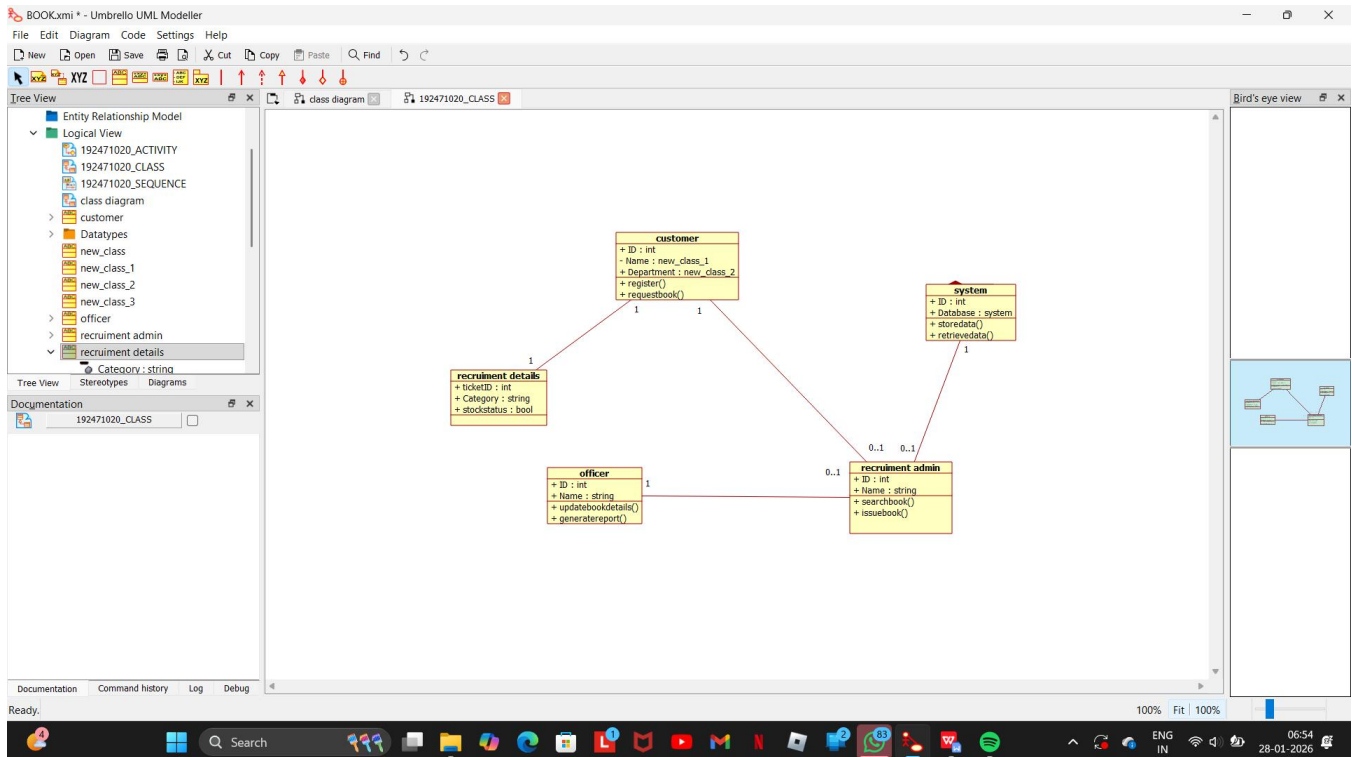 BOOK.xmi * - Umbrello UML Modeller
File Edit Diagram Code Settings Help
New Open Save Cut Copy Paste Find
XYZ
Tree View
class diagram
192471020_CLASS
Bird's eye view
Entity Relationship Model
Logical View
192471020_ACTIVITY
192471020_CLASS
192471020_SEQUENCE
class diagram
customer
Datatypes
new_class
new_class_1
new_class_2
new_class_3
officer
recruiment admin
recruiment details
Category : string
Tree View Stereotypes Diagrams
Documentation
192471020_CLASS
customer
+ ID : int
- Name : new_class_1
+ Department : new_class_2
+ register()
+ requestbook()
1
1
system
+ ID : int
+ Database : system
+ storedata()
+ retrievedata()
1
1
recruiment details
+ ticketID : int
+ Category : string
+ stockstatus : bool
0..1
0..1
officer
+ ID : int
+ Name : string
+ updatebookdetails()
+ generatereport()
1
0..1
recruiment admin
+ ID : int
+ Name : string
+ searchbook()
+ issuebook()
Documentation Command history Log Debug
Ready.
100% Fit 100%
4
Search
1
2
83
ENG
IN
06:54
28-01-2026